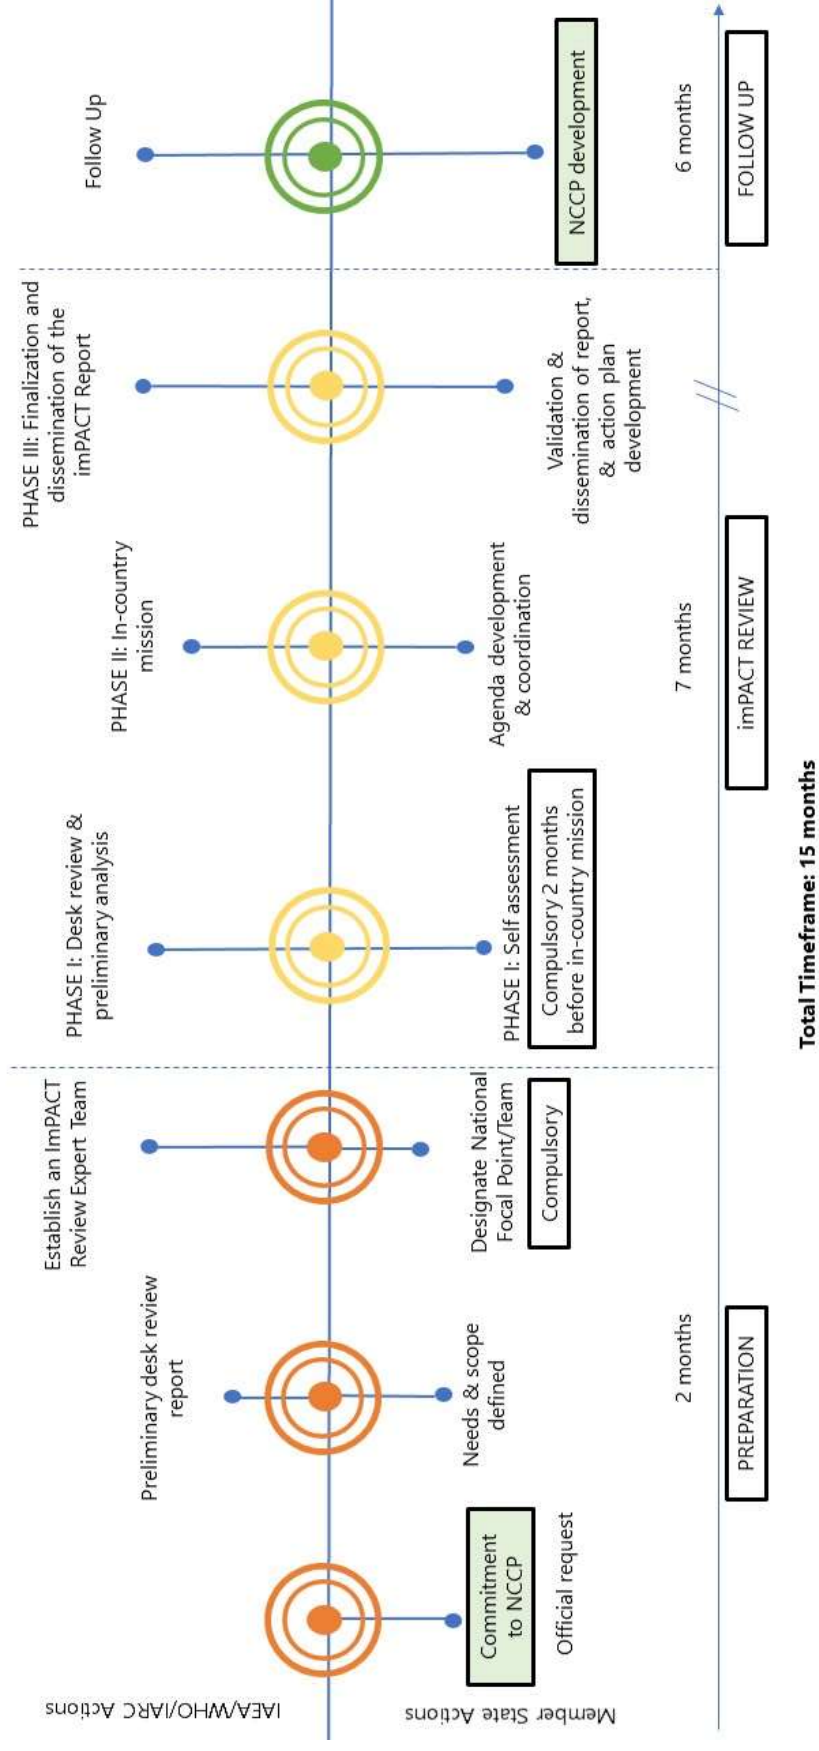 IAEA/WHO/IARC Actions
Member State Actions
Commitment
to NCCP
Official request
Preliminary desk review
report
Needs & scope
defined
Establish an ImPACT
Review Expert Team
Designate National
Focal Point/Team
Compulsory
PHASE I: Desk review &
preliminary analysis
PHASE I: Self assessment
Compulsory 2 months
before in-country mission
PHASE II: In-country
mission
Agenda development
& coordination
PHASE III: Finalization and
dissemination of the
imPACT Report
Validation &
dissemination of report,
& action plan
development
Follow Up
NCCP development
2 months
7 months
6 months
PREPARATION
imPACT REVIEW
FOLLOW UP
Total Timeframe: 15 months